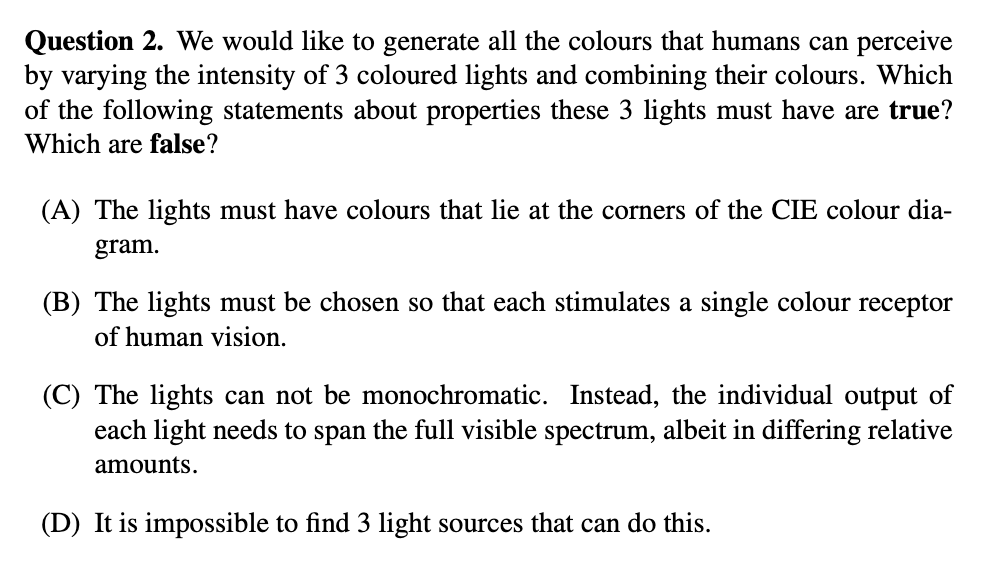 Question 2. We would like to generate all the colours that humans can perceive
by varying the intensity of 3 coloured lights and combining their colours. Which
of the following statements about properties these 3 lights must have are true?
Which are false?
(A) The lights must have colours that lie at the corners of the CIE colour dia-
gram.
(B) The lights must be chosen so that each stimulates a single colour receptor
of human vision.
(C) The lights can not be monochromatic. Instead, the individual output of
each light needs to span the full visible spectrum, albeit in differing relative
amounts.
(D) It is impossible to find 3 light sources that can do this.